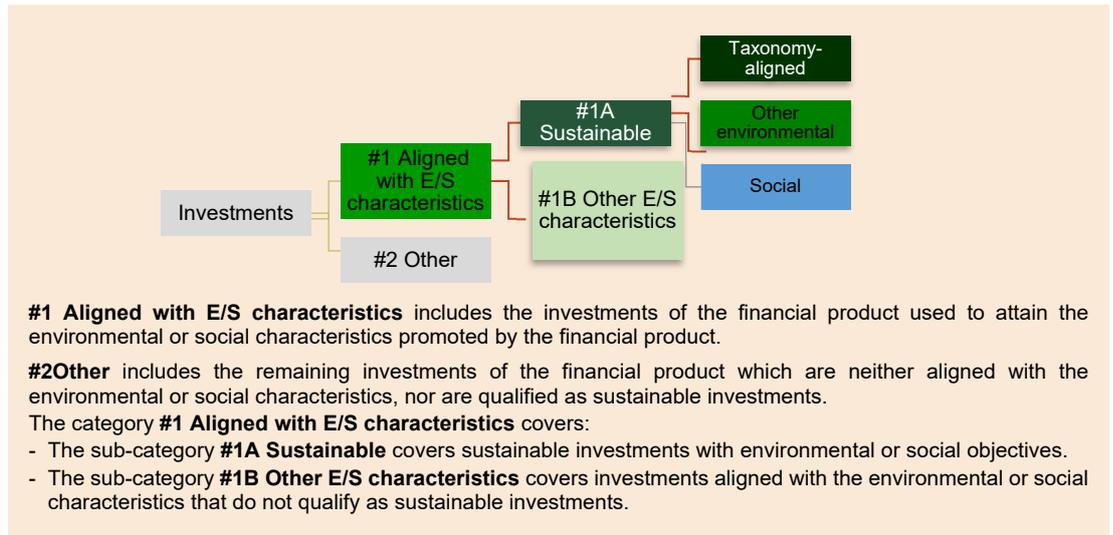 Taxonomy-
aligned
#1A
Sustainable
Other
environmental
#1 Aligned
with E/S
characteristics
Social
#1B Other E/S
characteristics
Investments
#2 Other
#1 Aligned with E/S characteristics includes the investments of the financial product used to attain the
environmental or social characteristics promoted by the financial product.
#2Other includes the remaining investments of the financial product which are neither aligned with the
environmental or social characteristics, nor are qualified as sustainable investments.
The category #1 Aligned with E/S characteristics covers:
- The sub-category #1A Sustainable covers sustainable investments with environmental or social objectives.
- The sub-category #1B Other E/S characteristics covers investments aligned with the environmental or social
characteristics that do not qualify as sustainable investments.